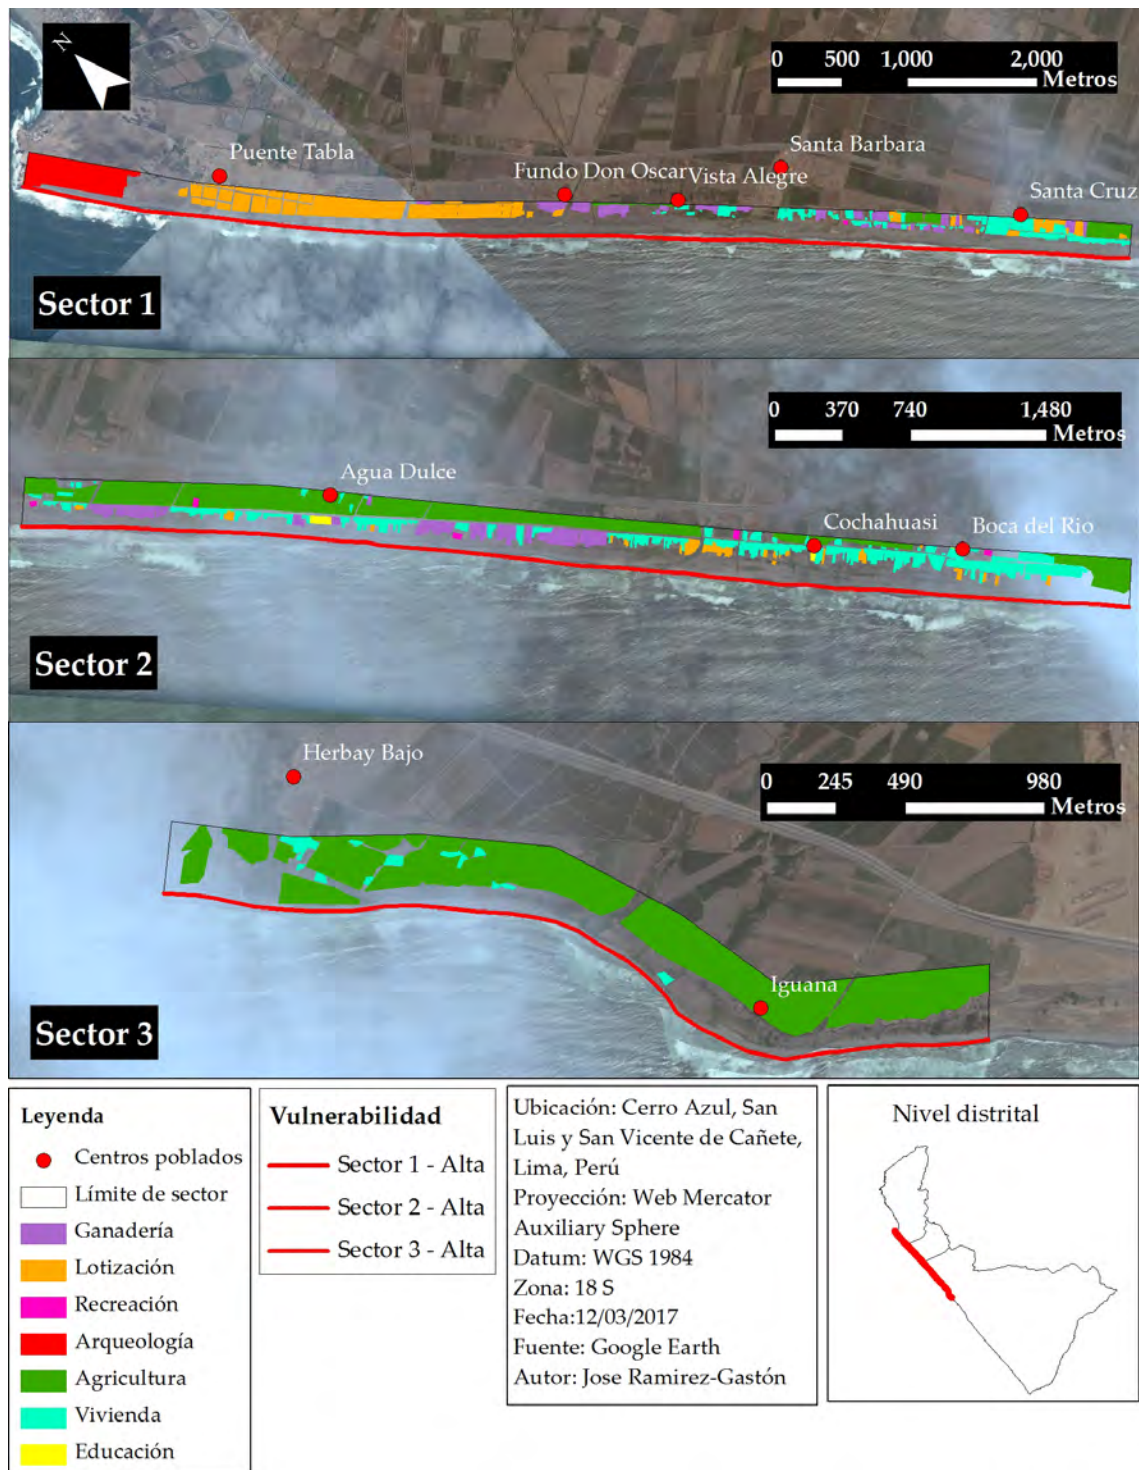 N
0 500 1,000 2,000
Metros
Puente Tabla
Fundo Don Oscar
Vista Alegre
Santa Barbara
Santa Cruz
Sector 1
0 370 740 1,480
Metros
Agua Dulce
Cochahuasi
Boca del Rio
Sector 2
Herbay Bajo
0 245 490 980
Metros
Iguana
Sector 3
Leyenda
Centros poblados
Límite de sector
Ganadería
Lotización
Recreación
Arqueología
Agricultura
Vivienda
Educación
Vulnerabilidad
Sector 1 - Alta
Sector 2 - Alta
Sector 3 - Alta
Ubicación: Cerro Azul, San
Luis y San Vicente de Cañete,
Lima, Perú
Proyección: Web Mercator
Auxiliary Sphere
Datum: WGS 1984
Zona: 18 S
Fecha:12/03/2017
Fuente: Google Earth
Autor: Jose Ramirez-Gastón
Nivel distrital